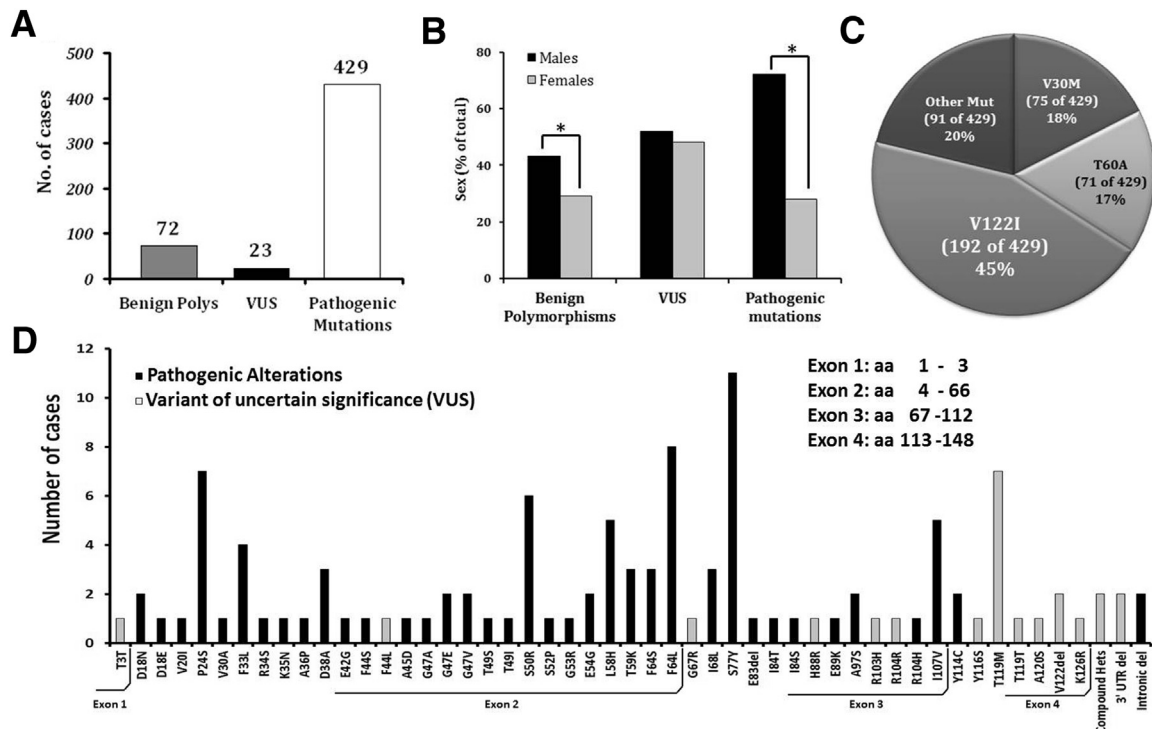 A
No. of cases
500
400
300
200
100
0
72
23
429
Benign Polys
VUS
Pathogenic
Mutations
B
Sex (% of total)
80
60
40
20
0
Males
Females
*
*
Benign
Polymorphisms
VUS
Pathogenic
mutations
C
V30M
(75 of 429)
18%
T60A
(71 of 429)
17%
V122I
(192 of 429)
45%
Other Mut
(91 of 429)
20%
D
Number of cases
12
10
8
6
4
2
0
Pathogenic Alterations
Variant of uncertain significance (VUS)
Exon 1: aa 1 - 3
Exon 2: aa 4 - 66
Exon 3: aa 67 -112
Exon 4: aa 113 -148
T3T
D18N
D18E
V20I
P24S
V30A
F33L
R34S
K35N
A36P
D38A
E42G
F44S
F44L
A45D
G47A
G47E
G47V
T49S
T49I
S50R
S52P
G53R
E54G
L58H
T59K
F64S
F64L
G67R
I68L
S77Y
E83del
I84T
I84S
H88R
E89K
A97S
R103H
R104R
R104H
I107V
Y114C
Y116S
T119M
T119T
A120S
V122del
K126R
Compound Hets
3' UTR del
Intronic del
Exon 1
Exon 2
Exon 3
Exon 4